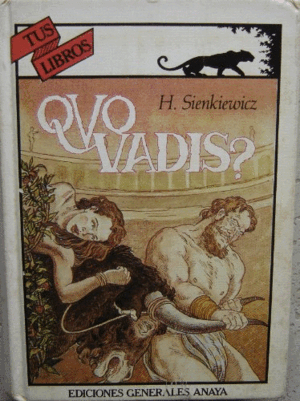 TUS
LIBROS
H. Sienkiewicz
QVO
VADIS?
EDICIONES GENERALES ANAYA